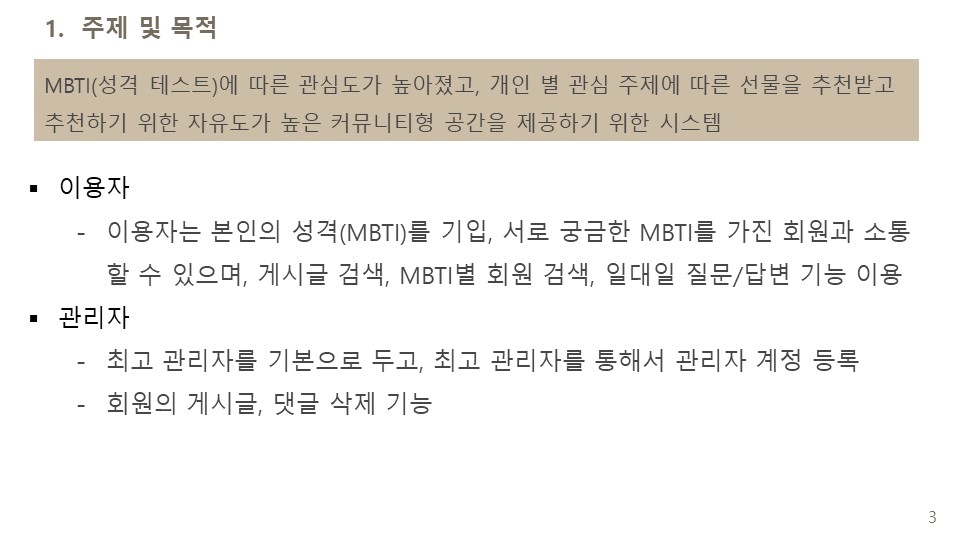 1. 주제 및 목적
MBTI(성격 테스트)에 따른 관심도가 높아졌고, 개인 별 관심 주제에 따른 선물을 추천받고
추천하기 위한 자유도가 높은 커뮤니티형 공간을 제공하기 위한 시스템
▪ 이용자
- 이용자는 본인의 성격(MBTI)를 기입, 서로 궁금한 MBTI를 가진 회원과 소통
할 수 있으며, 게시글 검색, MBTI별 회원 검색, 일대일 질문/답변 기능 이용
▪ 관리자
- 최고 관리자를 기본으로 두고, 최고 관리자를 통해서 관리자 계정 등록
- 회원의 게시글, 댓글 삭제 기능
3